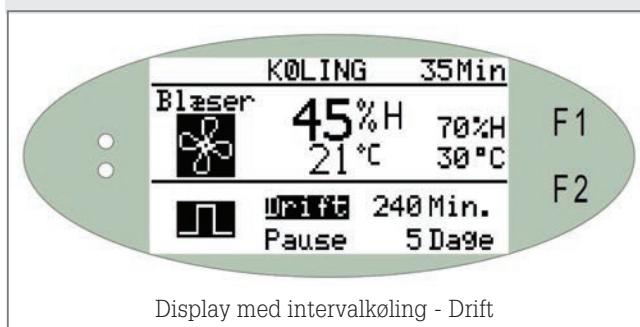 KØLING 35Min
Blæser 45%H 70%H F1
21°C 30°C
Drift 240 Min. F2
Pause 5 Dage
Display med intervalkøling - Drift